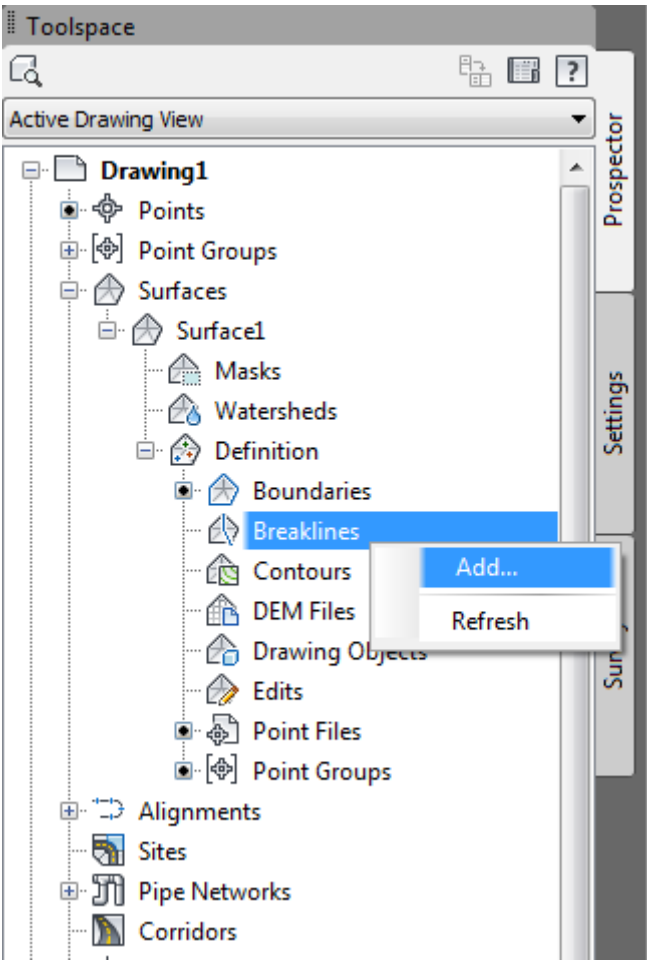 Toolspace
?
Active Drawing View
Drawing1
Points
Point Groups
Surfaces
Surface1
Masks
Watersheds
Definition
Boundaries
Breaklines
Contours
DEM Files
Drawing Objects
Edits
Point Files
Point Groups
Alignments
Sites
Pipe Networks
Corridors
Add...
Refresh
Prospector
Settings